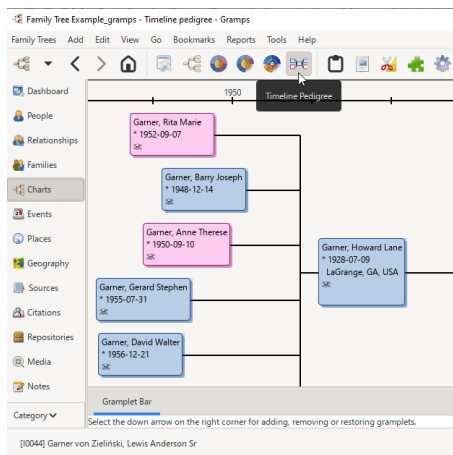 Family Tree Example_gramps - Timeline pedigree - Gramps
Family Trees Add Edit View Go Bookmarks Reports Tools Help
Dashboard
People
Relationships
Families
Charts
Events
Places
Geography
Sources
Citations
Repositories
Media
Notes
Category
1950
Timeline Pedigree
Garner, Rita Marie
* 1952-09-07
Garner, Barry Joseph
* 1948-12-14
Garner, Anne Therese
* 1950-09-10
Garner, Howard Lane
* 1928-07-09
LaGrange, GA, USA
Garner, Gerard Stephen
* 1955-07-31
Garner, David Walter
* 1956-12-21
Gramplet Bar
Select the down arrow on the right corner for adding, removing or restoring gramplets.
[I0044] Garner von Zieliński, Lewis Anderson Sr